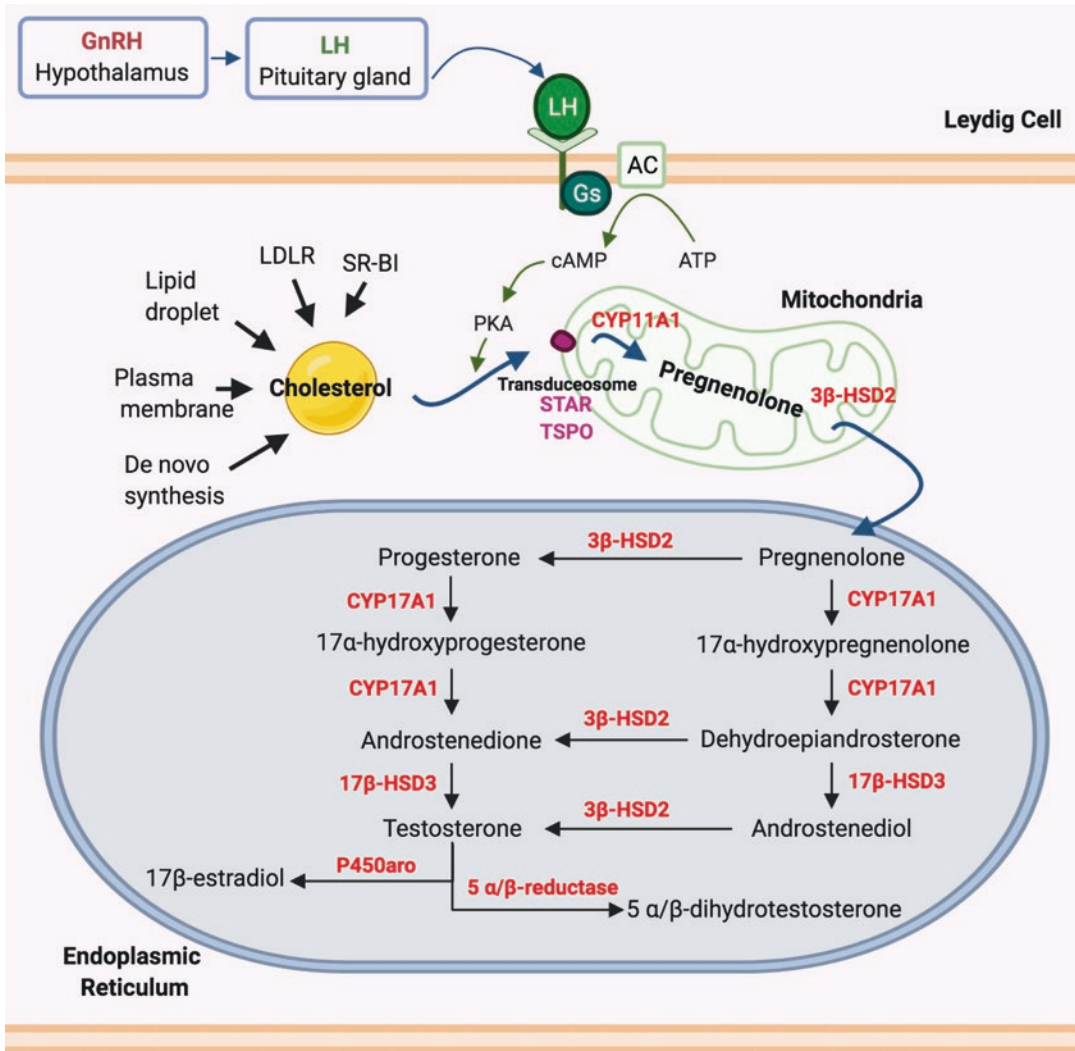 GnRH
Hypothalamus
LH
Pituitary gland
LH
Leydig Cell
AC
Gs
cAMP
ATP
LDLR
SR-BI
Lipid
droplet
PKA
Mitochondria
CYP11A1
Plasma
membrane
Cholesterol
Transduceosome
STAR
TSPO
Pregnenolone
3β-HSD2
De novo
synthesis
Progesterone
3β-HSD2
Pregnenolone
CYP17A1
CYP17A1
17α-hydroxyprogesterone
17α-hydroxypregnenolone
CYP17A1
CYP17A1
Androstenedione
3β-HSD2
Dehydroepiandrosterone
17β-HSD3
17β-HSD3
Testosterone
3β-HSD2
Androstenediol
P450aro
17β-estradiol
5 α/β-reductase
5 α/β-dihydrotestosterone
Endoplasmic
Reticulum